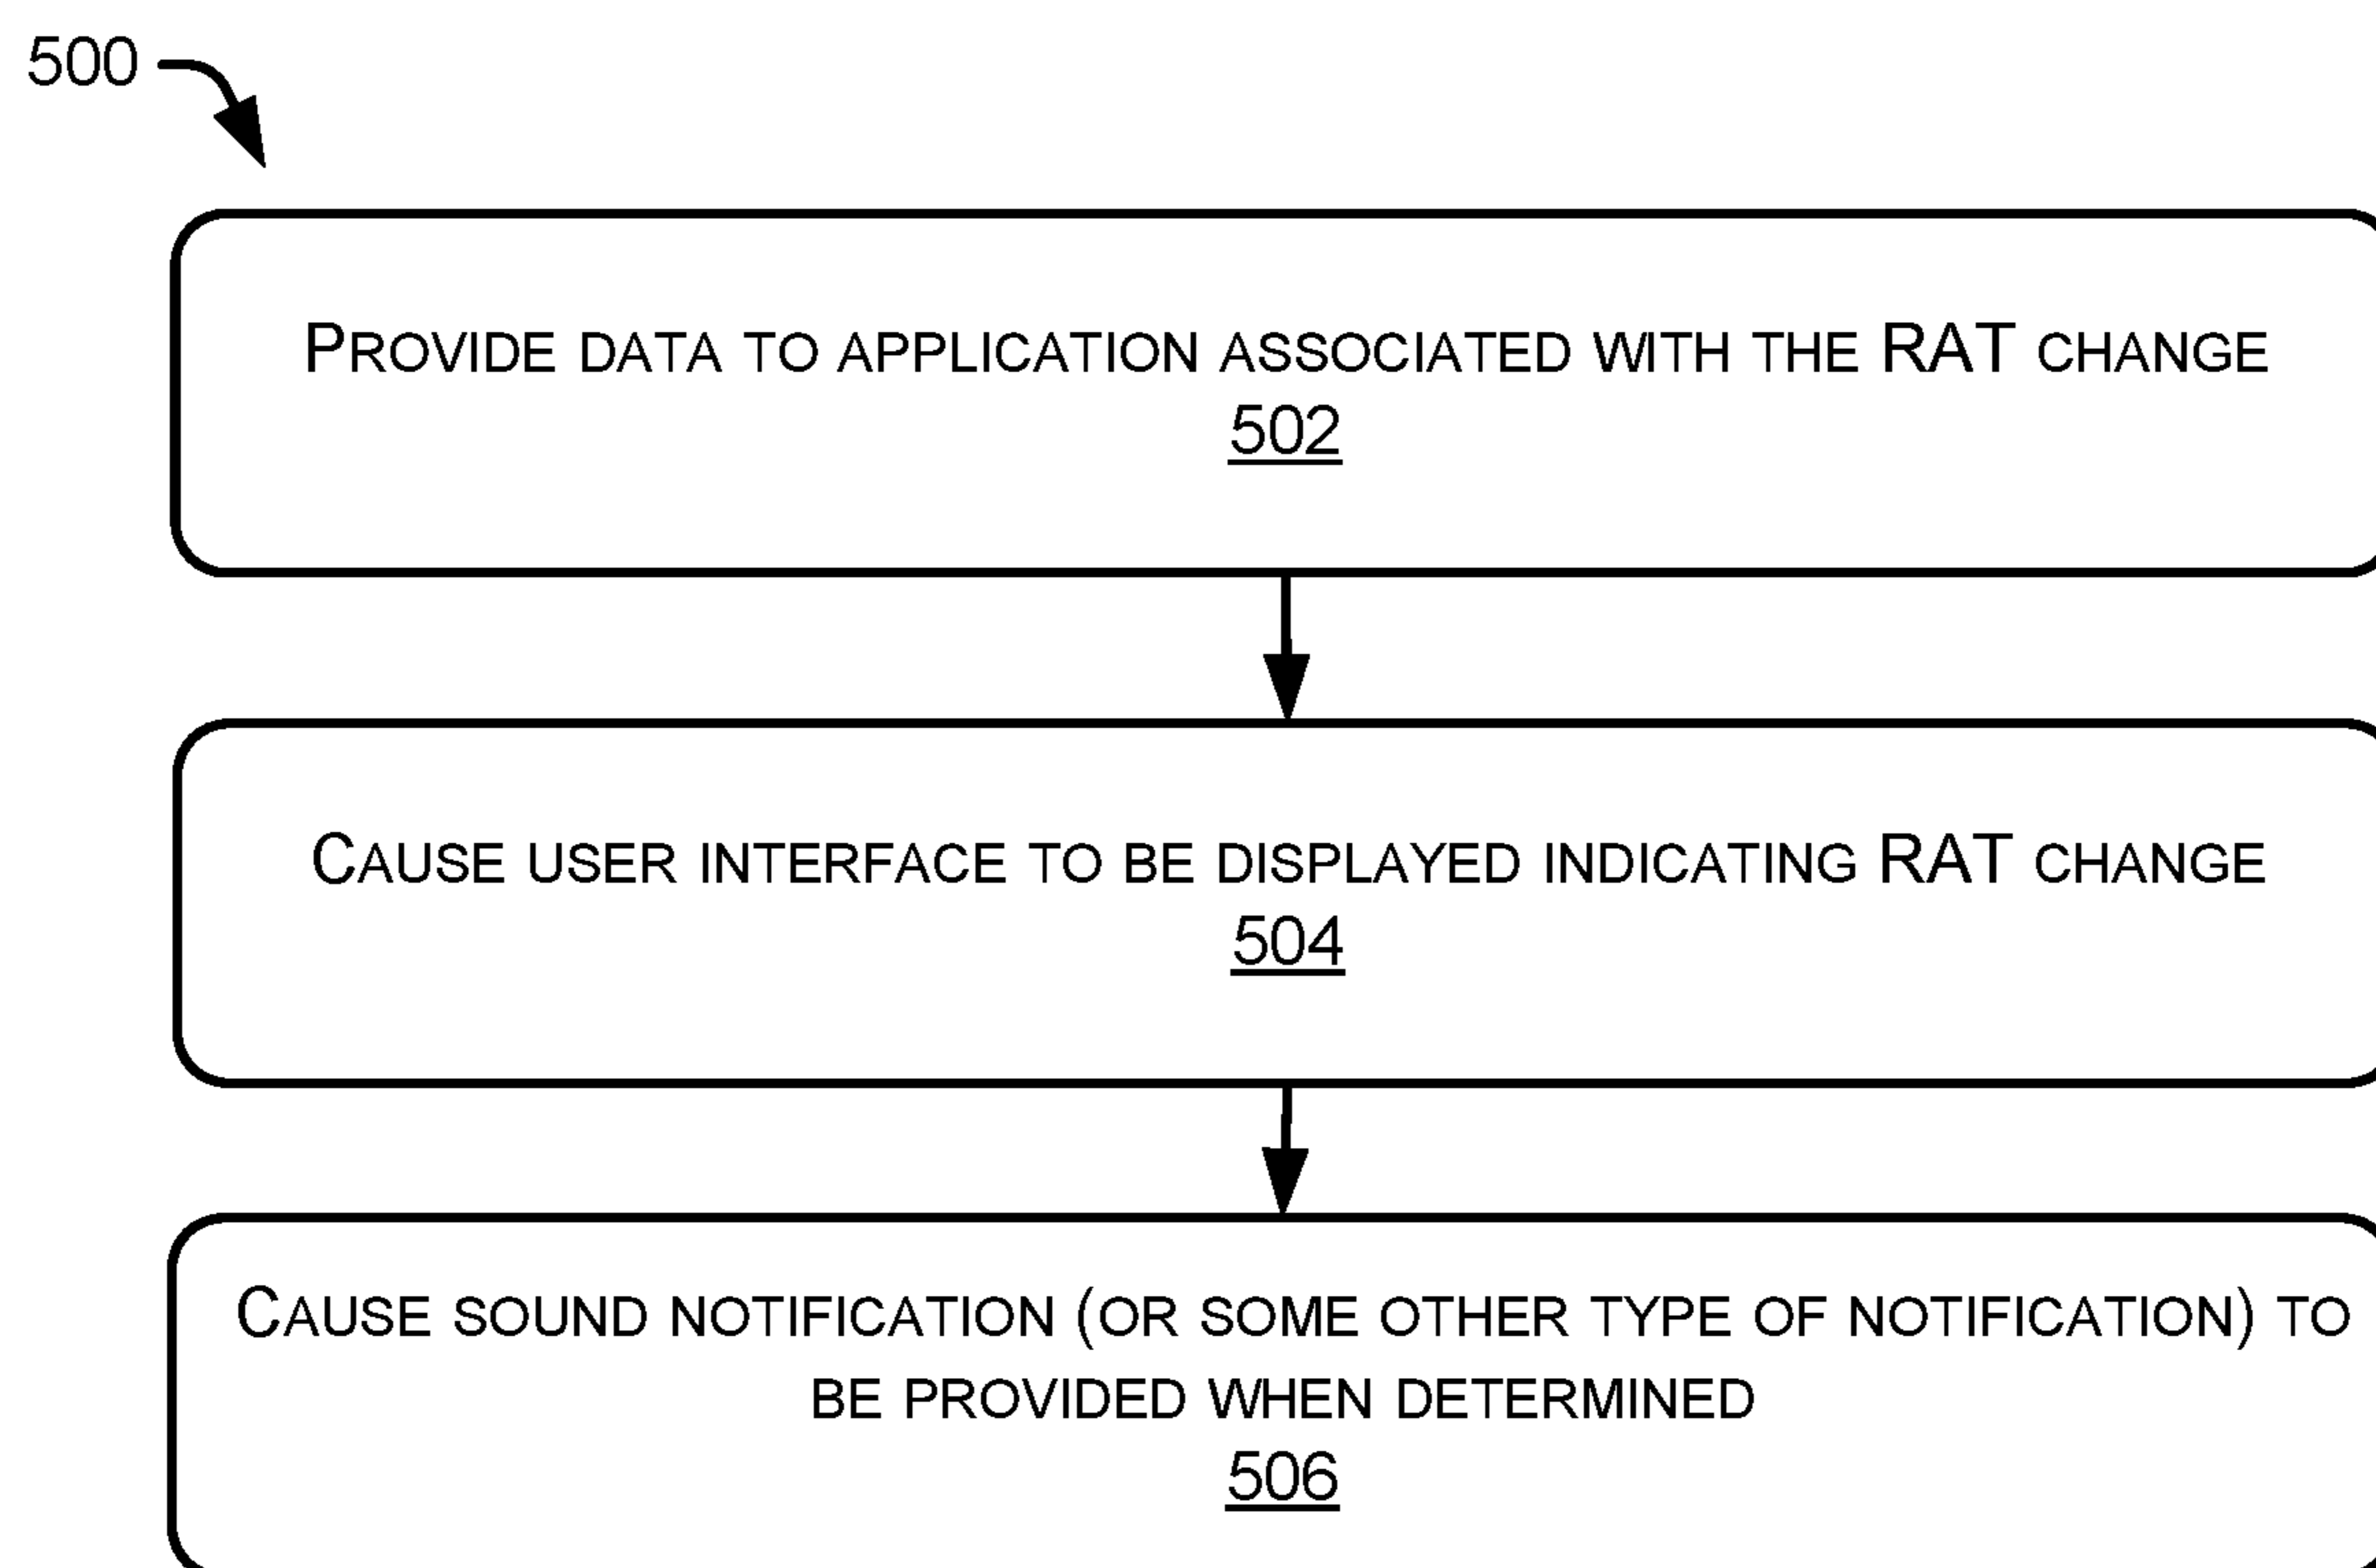 500
PROVIDE DATA TO APPLICATION ASSOCIATED WITH THE RAT CHANGE
502
CAUSE USER INTERFACE TO BE DISPLAYED INDICATING RAT CHANGE
504
CAUSE SOUND NOTIFICATION (OR SOME OTHER TYPE OF NOTIFICATION) TO
BE PROVIDED WHEN DETERMINED
506